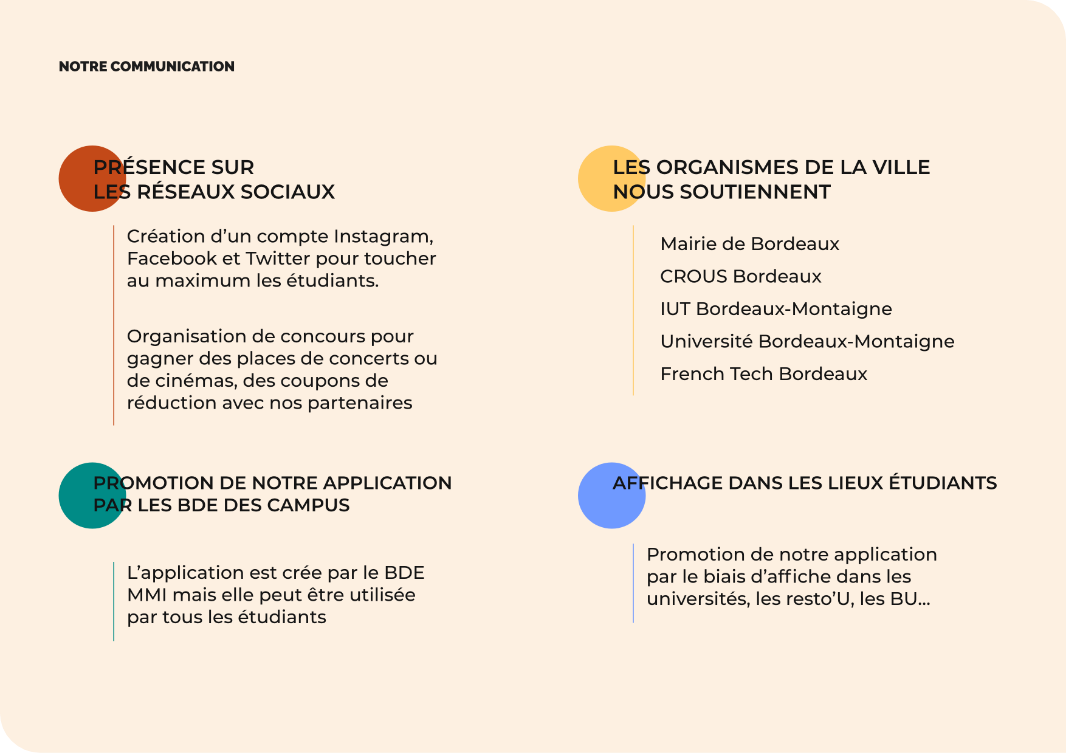 NOTRE COMMUNICATION
PRÉSENCE SUR
LES RÉSEAUX SOCIAUX
Création d’un compte Instagram,
Facebook et Twitter pour toucher
au maximum les étudiants.
Organisation de concours pour
gagner des places de concerts ou
de cinémas, des coupons de
réduction avec nos partenaires
LES ORGANISMES DE LA VILLE
NOUS SOUTIENNENT
Mairie de Bordeaux
CROUS Bordeaux
IUT Bordeaux-Montaigne
Université Bordeaux-Montaigne
French Tech Bordeaux
PROMOTION DE NOTRE APPLICATION
PAR LES BDE DES CAMPUS
L’application est crée par le BDE
MMI mais elle peut être utilisée
par tous les étudiants
AFFICHAGE DANS LES LIEUX ÉTUDIANTS
Promotion de notre application
par le biais d’affiche dans les
universités, les resto’U, les BU...